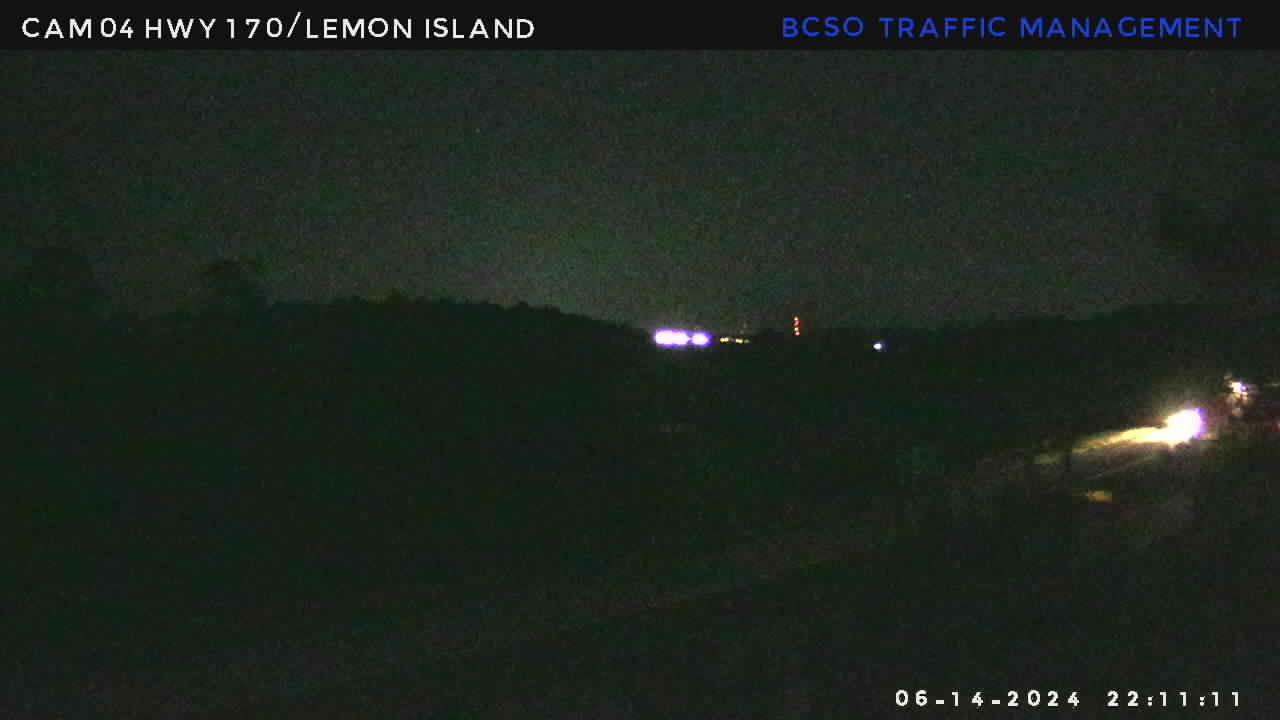 CAM04 HWY 170/LEMON ISLAND
BCSO TRAFFIC MANAGEMENT
06-14-2024 22:11:11